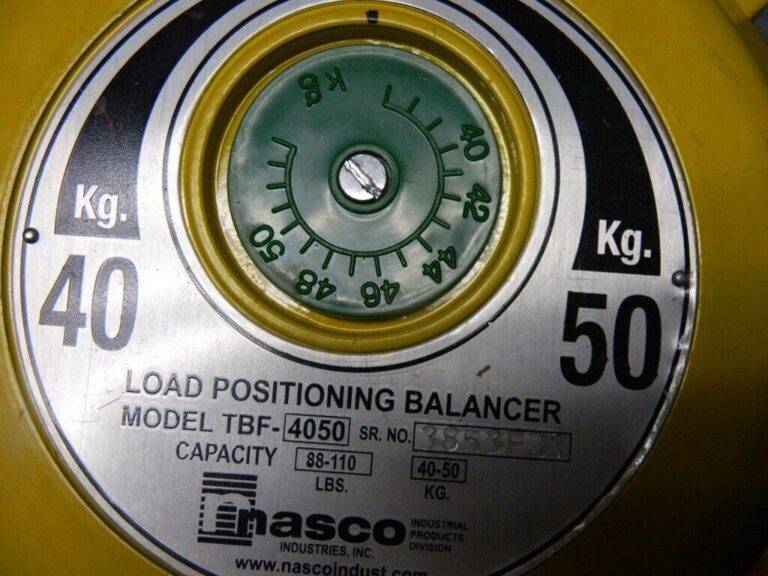 Kg
40
42
44
46
48
50
Kg.
40
Kg.
50
LOAD POSITIONING BALANCER
MODEL TBF-4050 SR. NO.
CAPACITY 88-110 40-50
LBS. KG.
nasco
INDUSTRIAL
PRODUCTS
DIVISION
INDUSTRIES, INC.
www.nascoindust.com